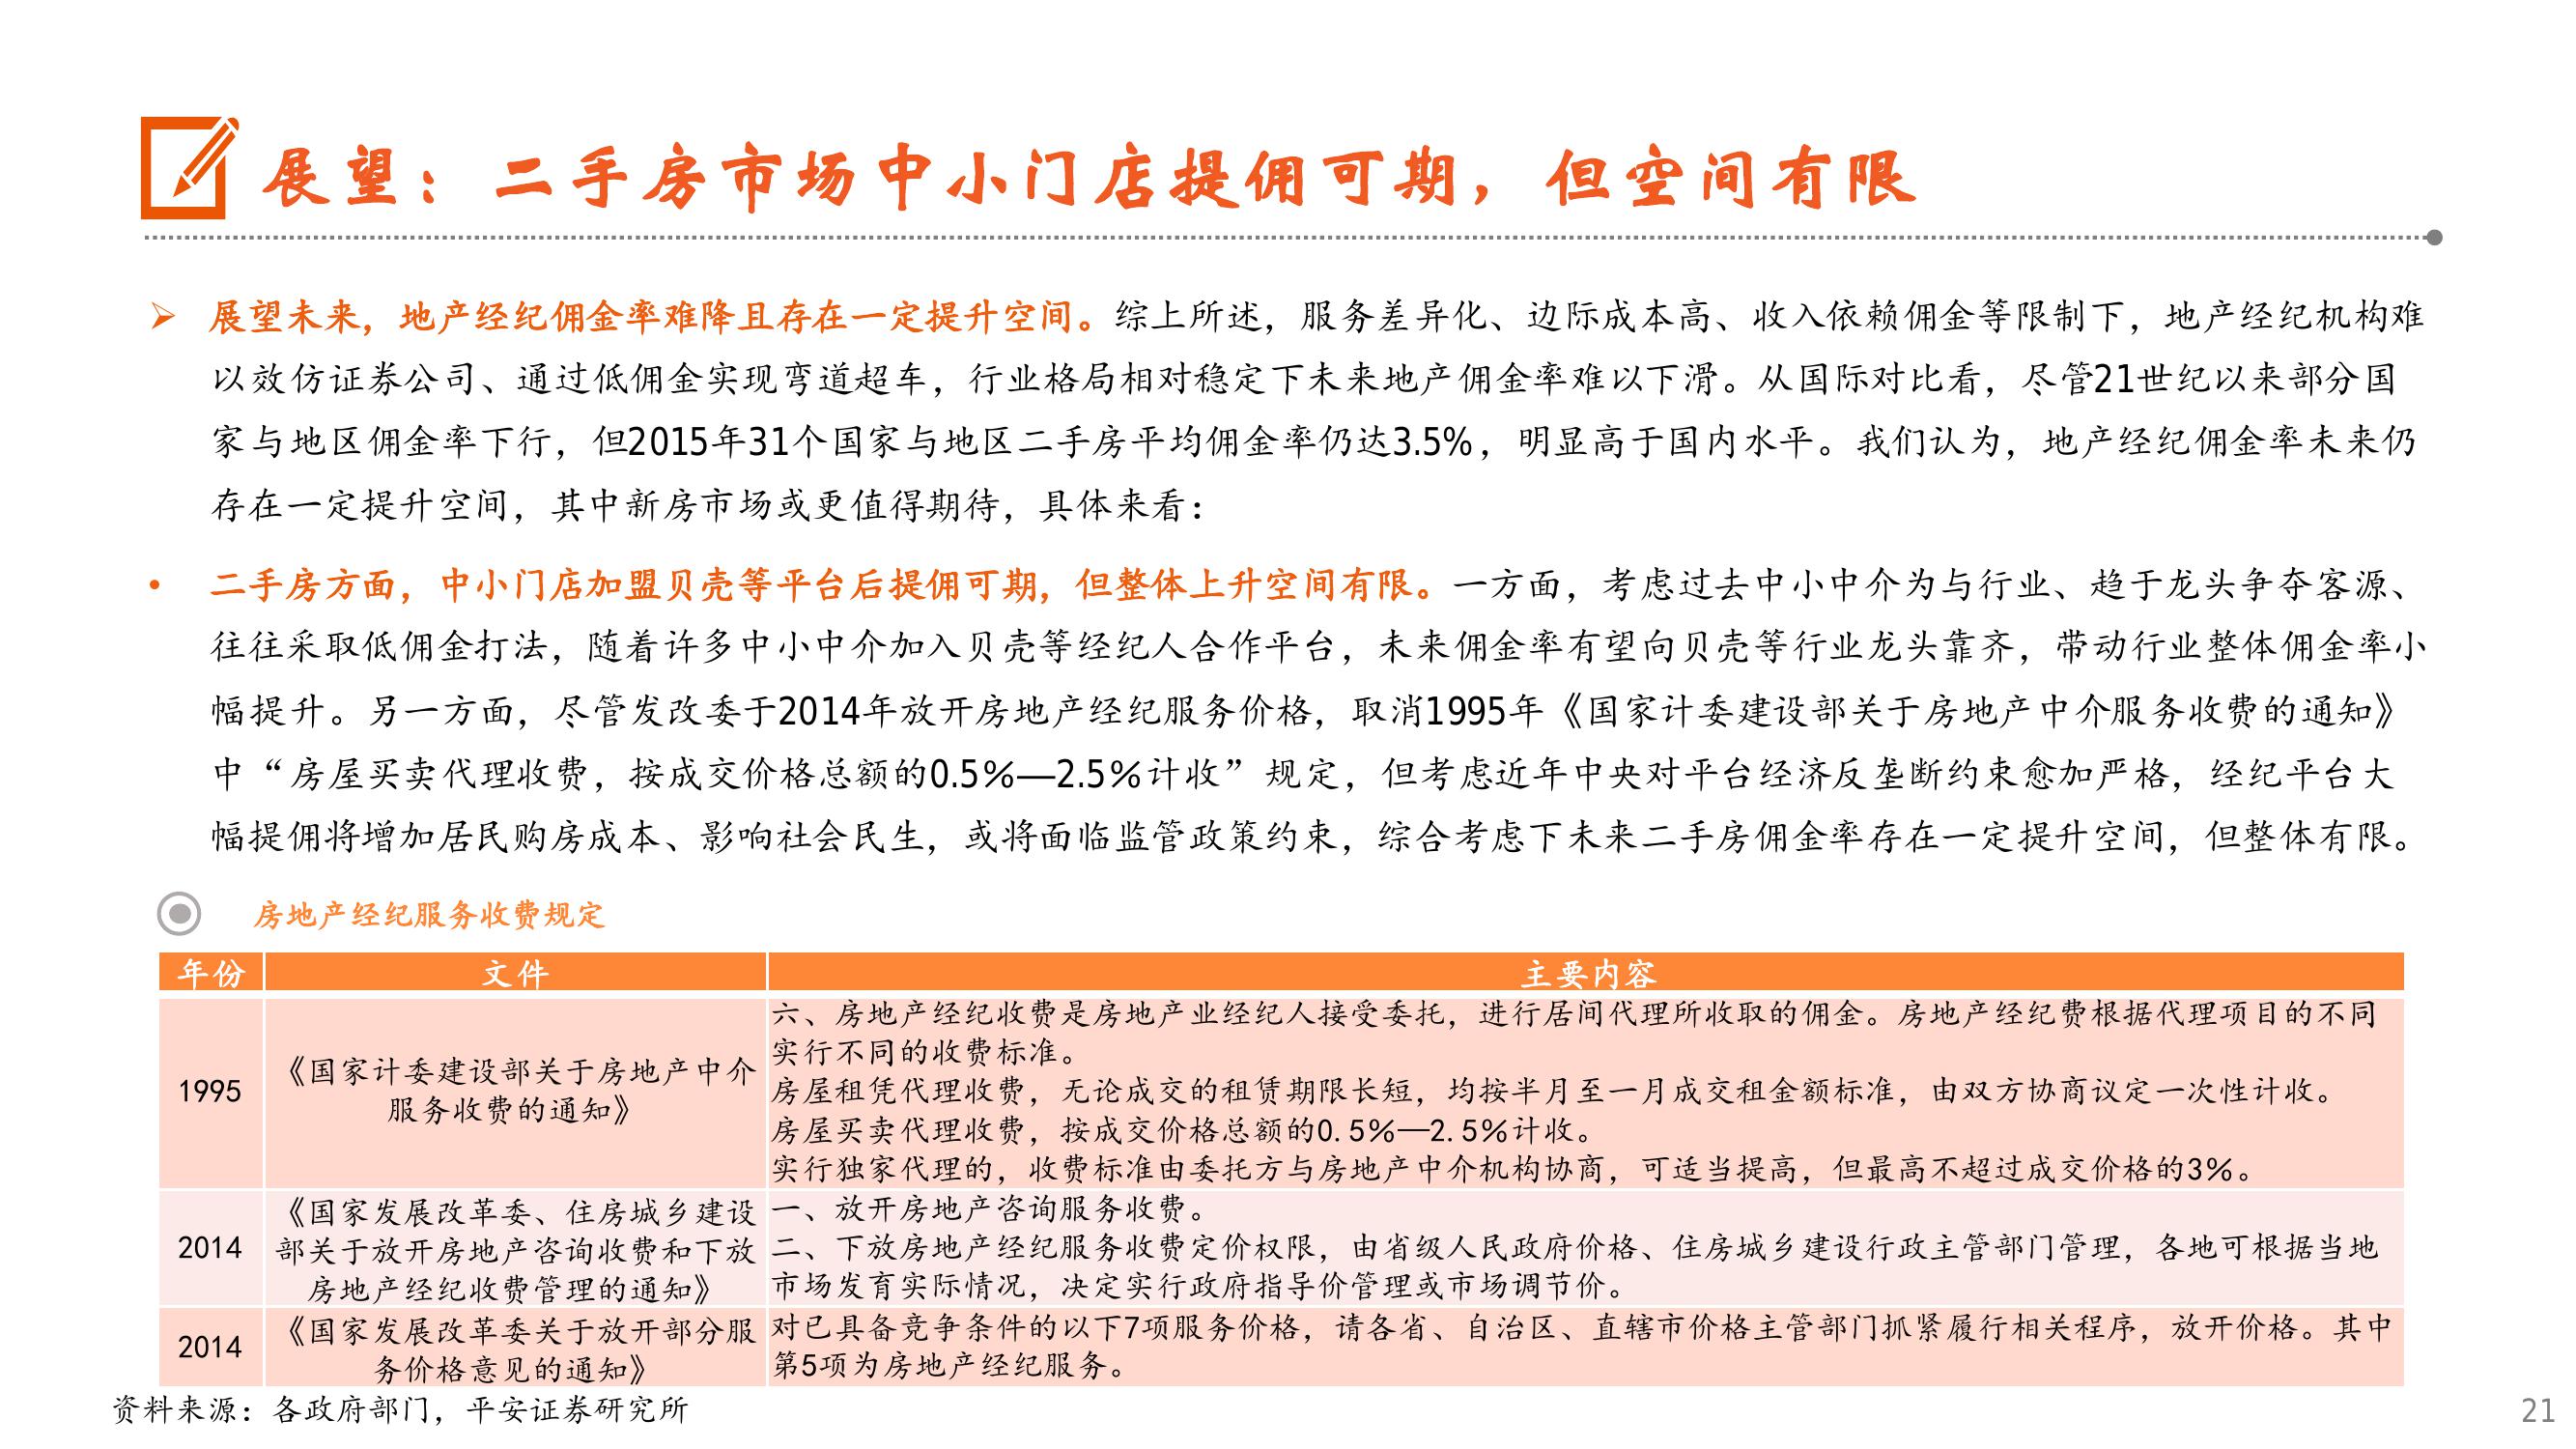 展望：二手房市场中小门店提佣可期，但空间有限
➢ 展望未来，地产经纪佣金率难降且存在一定提升空间。综上所述，服务差异化、边际成本高、收入依赖佣金等限制下，地产经纪机构难
以效仿证券公司、通过低佣金实现弯道超车，行业格局相对稳定下未来地产佣金率难以下滑。从国际对比看，尽管21世纪以来部分国
家与地区佣金率下行，但2015年31个国家与地区二手房平均佣金率仍达3.5%，明显高于国内水平。我们认为，地产经纪佣金率未来仍
存在一定提升空间，其中新房市场或更值得期待，具体来看：
• 二手房方面，中小门店加盟贝壳等平台后提佣可期，但整体上升空间有限。一方面，考虑过去中小中介为与行业、趋于龙头争夺客源、
往往采取低佣金打法，随着许多中小中介加入贝壳等经纪人合作平台，未来佣金率有望向贝壳等行业龙头靠齐，带动行业整体佣金率小
幅提升。另一方面，尽管发改委于2014年放开房地产经纪服务价格，取消1995年《国家计委建设部关于房地产中介服务收费的通知》
中“房屋买卖代理收费，按成交价格总额的0.5%—2.5%计收”规定，但考虑近年中央对平台经济反垄断约束愈加严格，经纪平台大
幅提佣将增加居民购房成本、影响社会民生，或将面临监管政策约束，综合考虑下未来二手房佣金率存在一定提升空间，但整体有限。
房地产经纪服务收费规定
年份 文件 主要内容
1995
《国家计委建设部关于房地产中介
服务收费的通知》
六、房地产经纪收费是房地产业经纪人接受委托，进行居间代理所收取的佣金。房地产经纪费根据代理项目的不同
实行不同的收费标准。
房屋租赁代理收费，无论成交的租赁期限长短，均按半月至一月成交租金额标准，由双方协商议定一次性计收。
房屋买卖代理收费，按成交价格总额的0.5%—2.5%计收。
实行独家代理的，收费标准由委托方与房地产中介机构协商，可适当提高，但最高不超过成交价格的3%。
2014
《国家发展改革委、住房城乡建设
部关于放开房地产咨询收费和下放
房地产经纪收费管理的通知》
一、放开房地产咨询服务收费。
二、下放房地产经纪服务收费定价权限，由省级人民政府价格、住房城乡建设行政主管部门管理，各地可根据当地
市场发育实际情况，决定实行政府指导价管理或市场调节价。
2014
《国家发展改革委关于放开部分服
务价格意见的通知》
对已具备竞争条件的以下7项服务价格，请各省、自治区、直辖市价格主管部门抓紧履行相关程序，放开价格。其中
第5项为房地产经纪服务。
资料来源：各政府部门，平安证券研究所
21